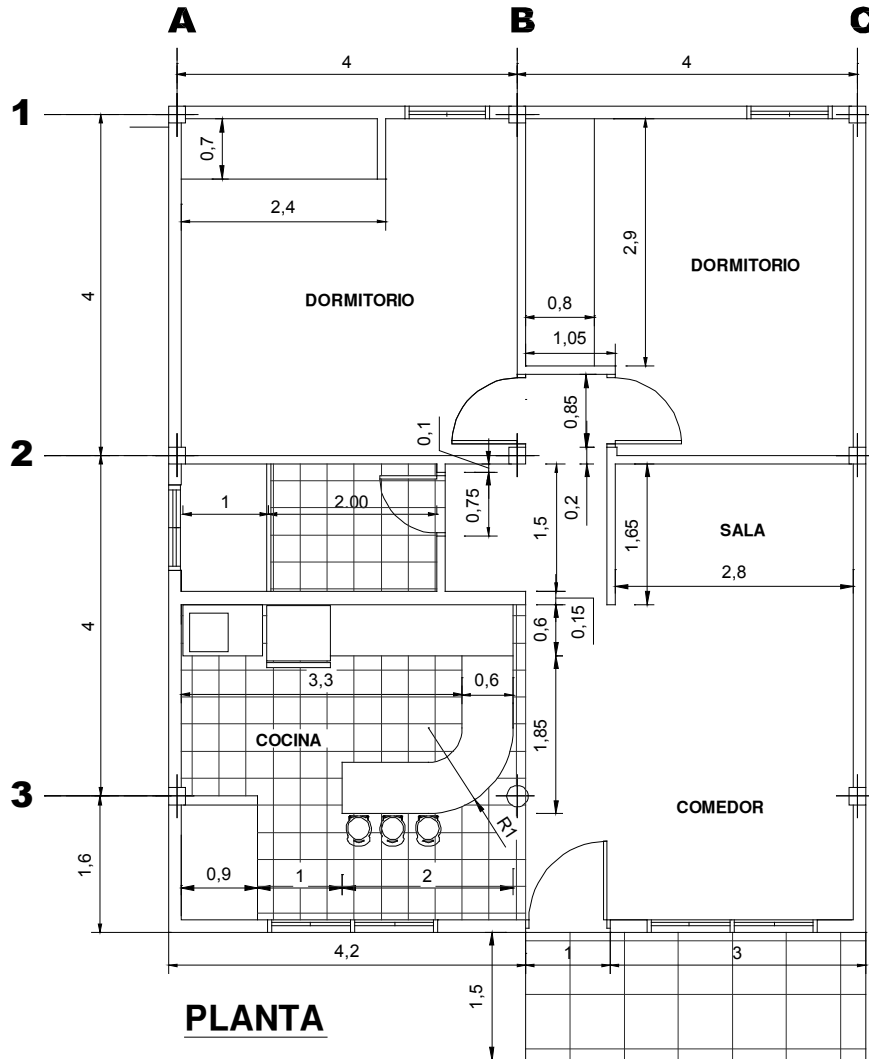 A B C
4 4
1
0,7
2,4
2,9
DORMITORIO
DORMITORIO
4
0,8
1,05
0,85
0,1
2
1 2.00
0,75
1,5
0,2
1,65
SALA
2,8
4
0,6
0,15
3,3 0,6
COCINA
1,85
3
R1
COMEDOR
1,6
0,9 1 2
4,2 1 3
1,5
PLANTA